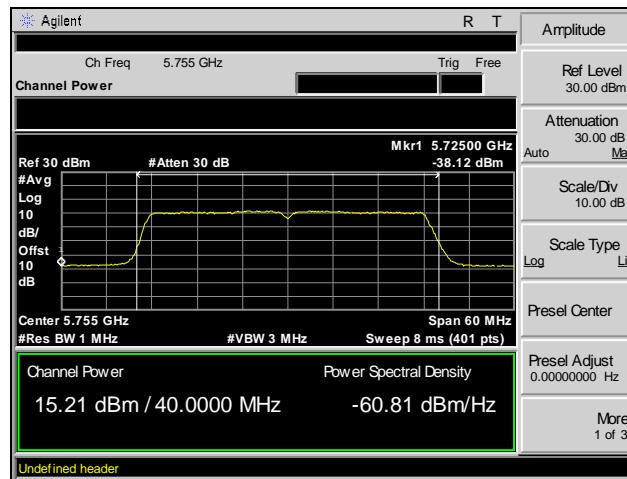 Agilent R T
Ch Freq 5.755 GHz Trig Free
Channel Power
Mkr1 5.72500 GHz
Ref 30 dBm #Atten 30 dB -38.12 dBm
#Avg
Log
10
dB/
Offst
10
dB
1
Center 5.755 GHz Span 60 MHz
#Res BW 1 MHz #VBW 3 MHz Sweep 8 ms (401 pts)
Channel Power Power Spectral Density
15.21 dBm / 40.0000 MHz -60.81 dBm/Hz
Undefined header
Amplitude
Ref Level
30.00 dBm
Attenuation
30.00 dB
Auto Ma
Scale/Div
10.00 dB
Scale Type
Log Li
Presel Center
Presel Adjust
0.00000000 Hz
More
1 of 3